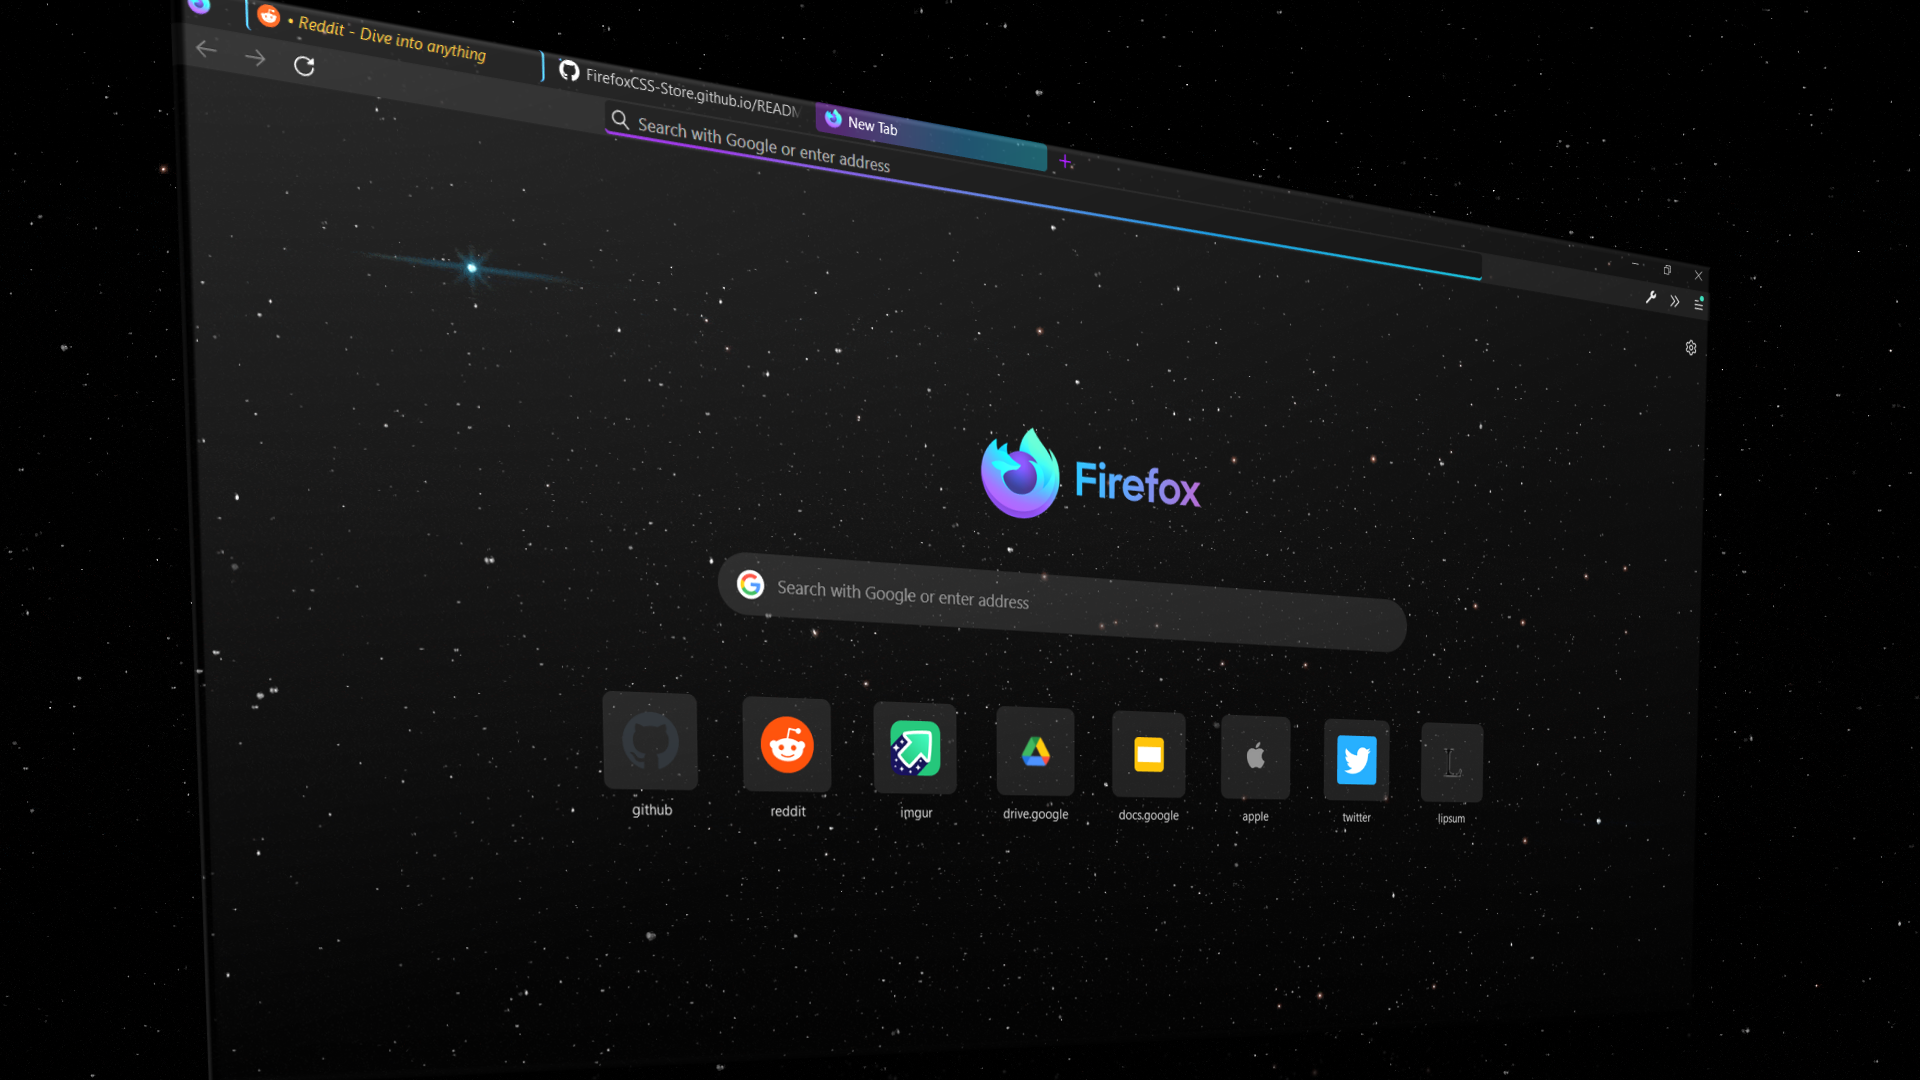 • Reddit - Dive into anything
FirefoxCSS-Store.github.io/READ
New Tab
Search with Google or enter address
Firefox
Search with Google or enter address
github
reddit
imgur
drive.google
docs.google
apple
twitter
L
lipsum